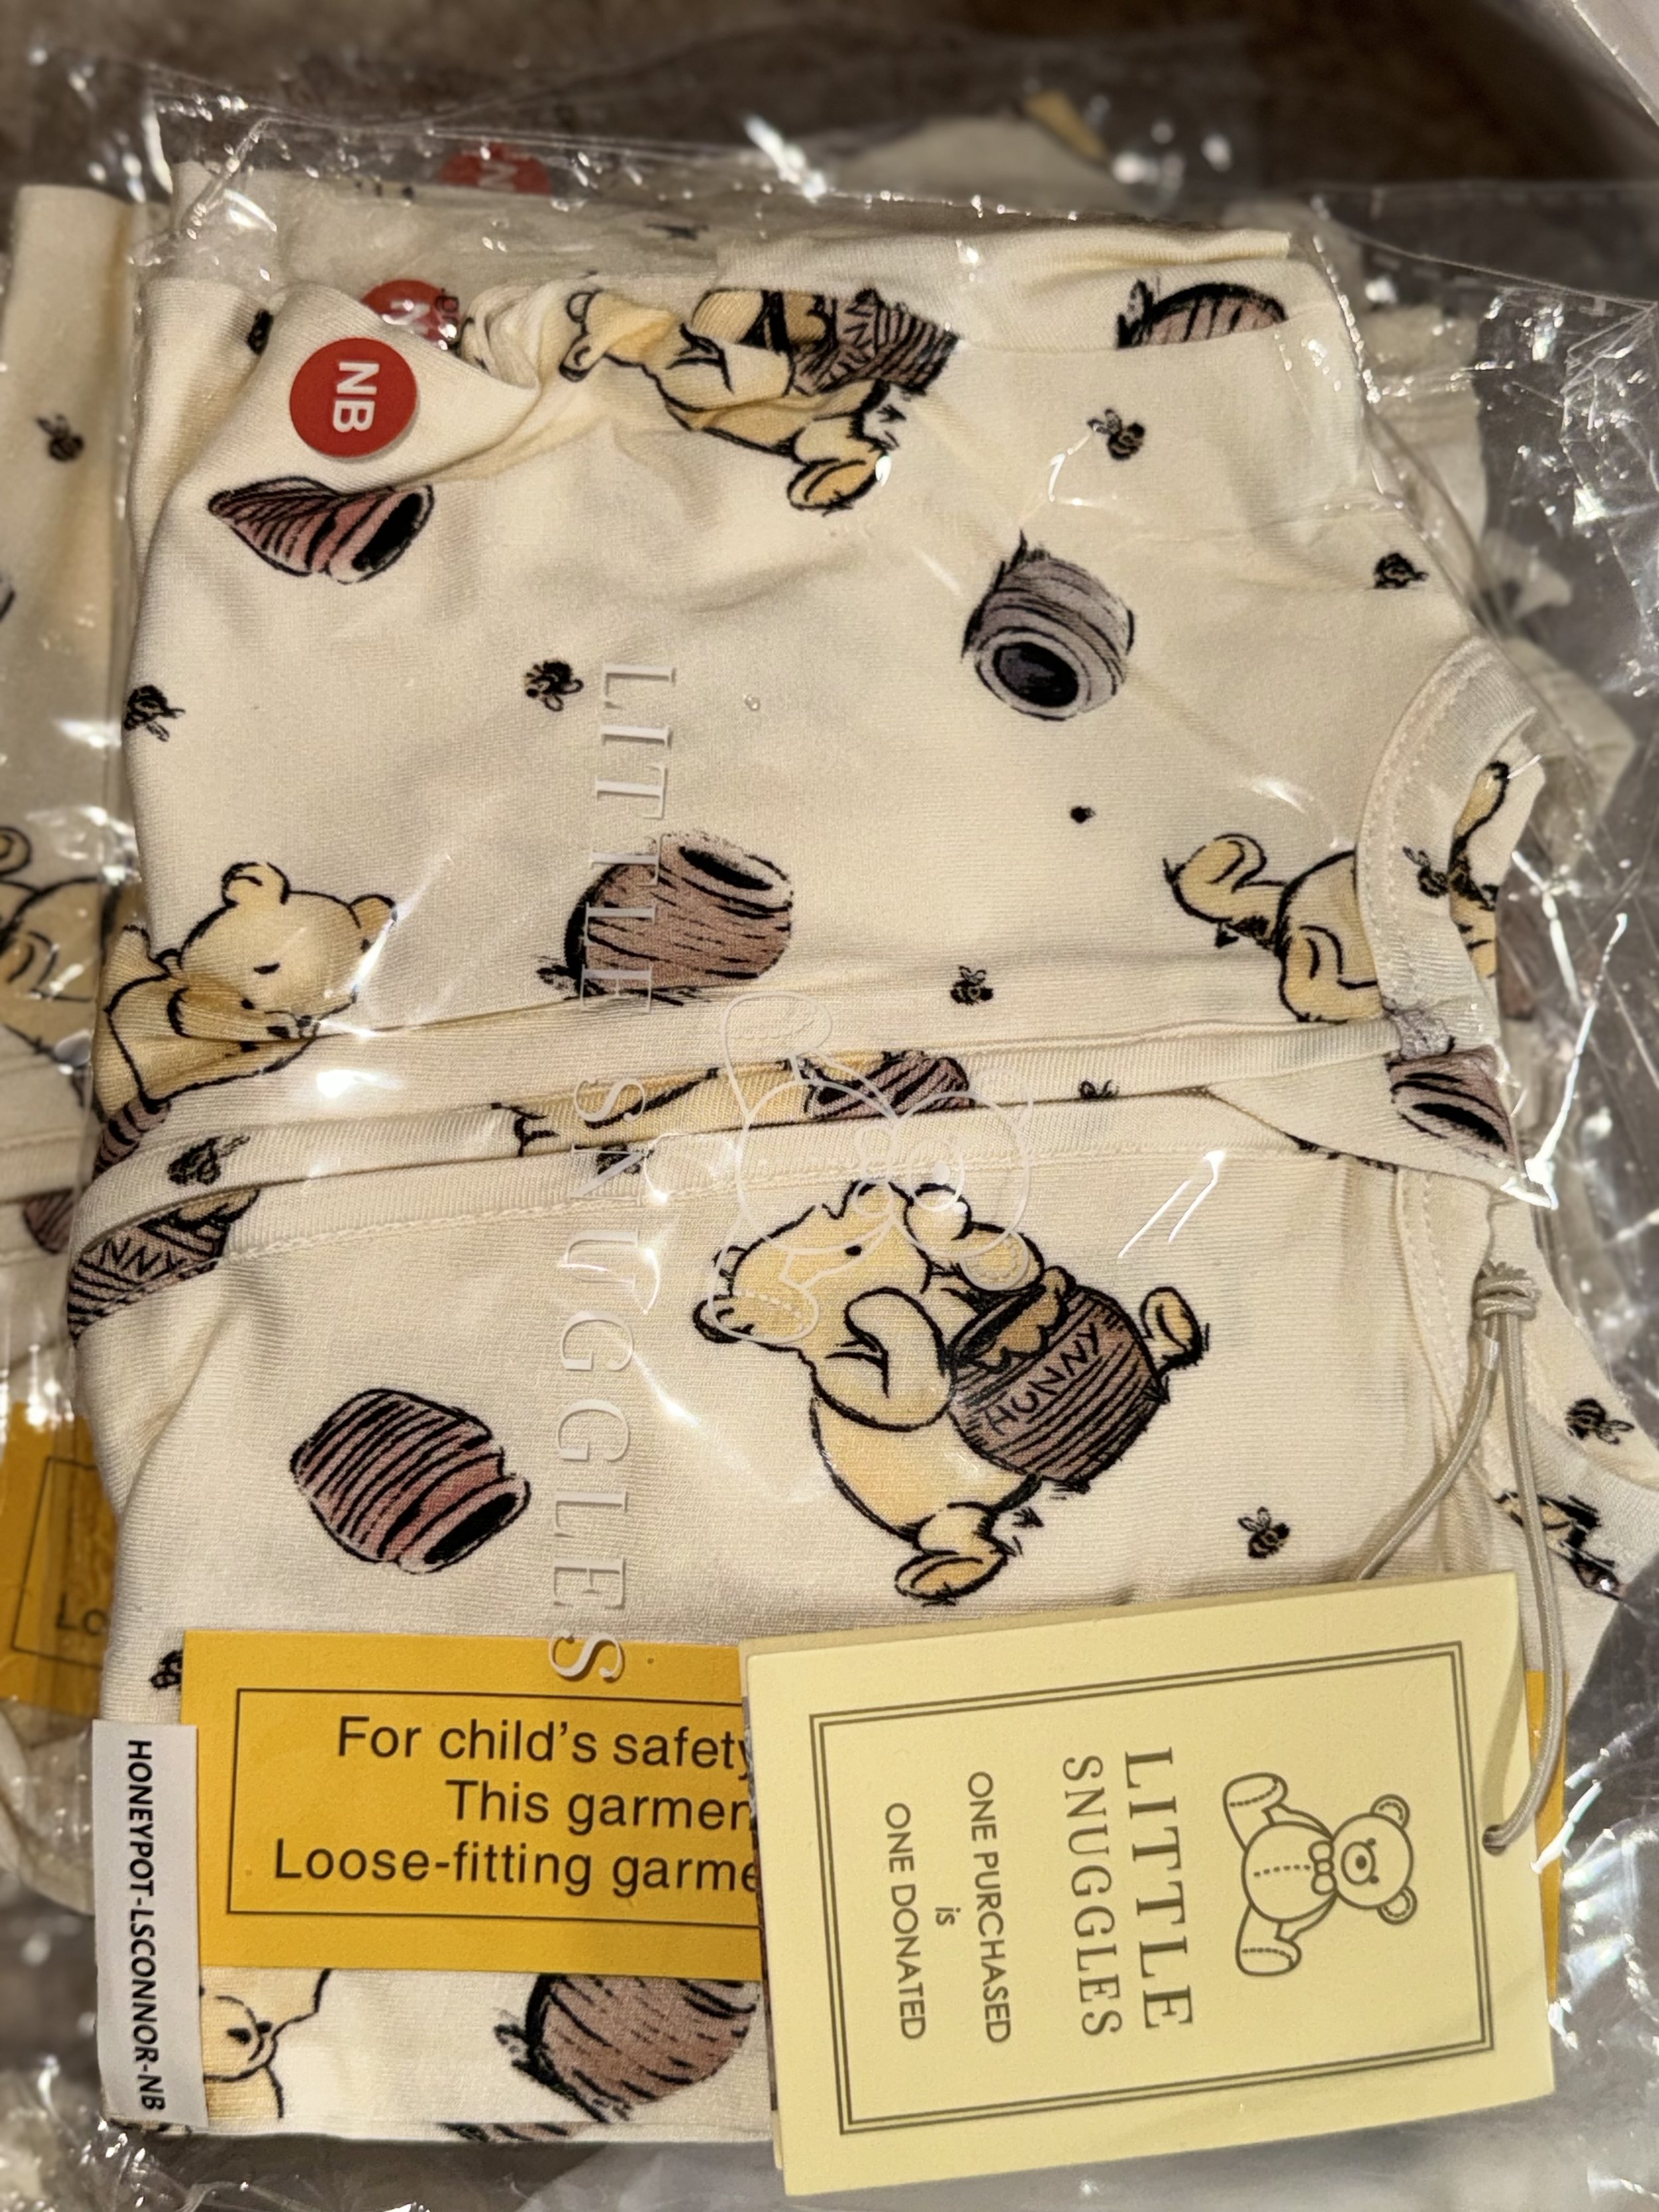 NB
LITTLE SNUGGLES
HUNNY
For child's safety
This garmen
Loose-fitting garme
LITTLE
SNUGGLES
ONE PURCHASED
is
ONE DONATED
HONEYPOT-LSCONNOR-NB